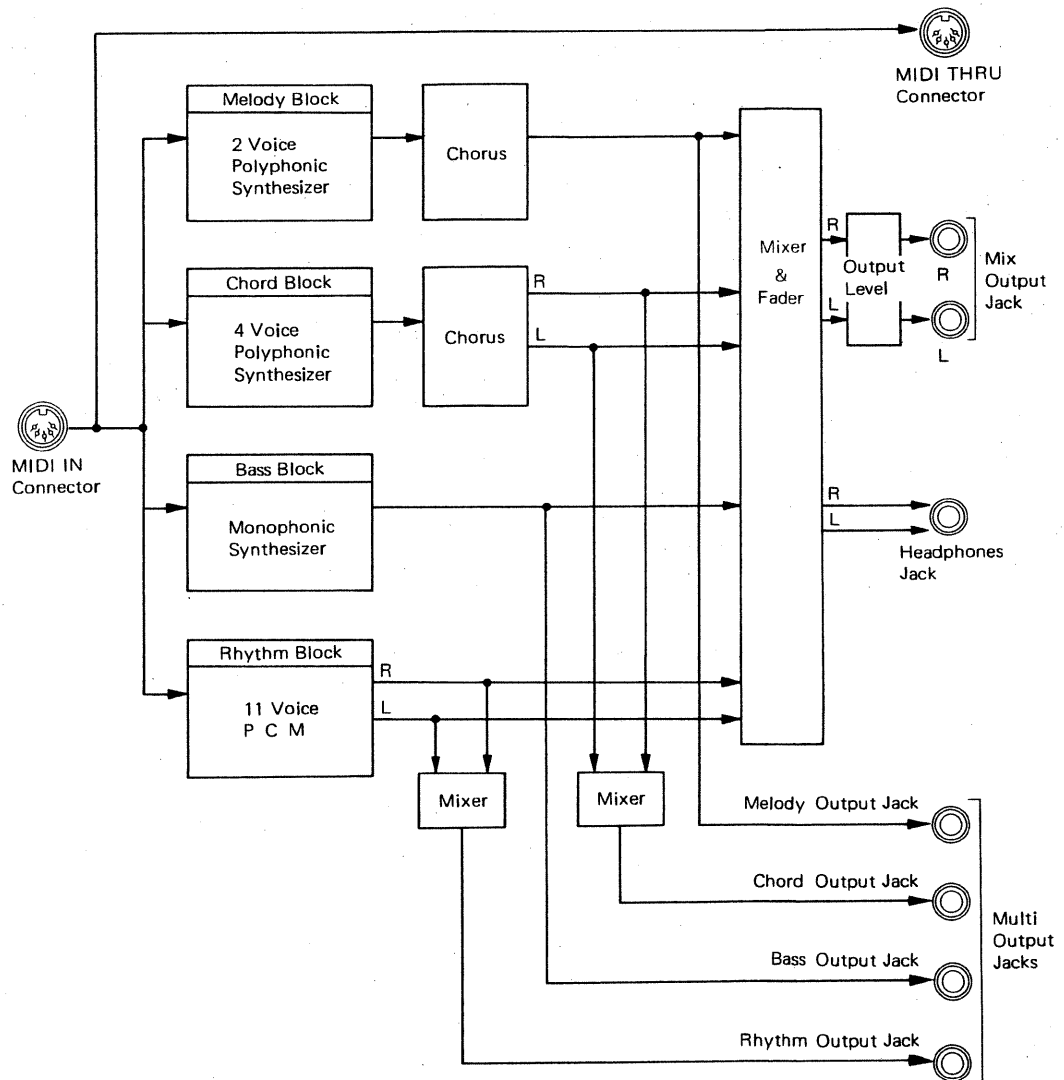 MIDI THRU
Connector
Melody Block
2 Voice
Polyphonic
Synthesizer
Chorus
Mixer
&
Fader
R
L
Output
Level
R
L
Mix
Output
Jack
Chord Block
4 Voice
Polyphonic
Synthesizer
Chorus
R
L
MIDI IN
Connector
Bass Block
Monophonic
Synthesizer
R
L
Headphones
Jack
Rhythm Block
11 Voice
P C M
R
L
Mixer
Mixer
Melody Output Jack
Chord Output Jack
Bass Output Jack
Rhythm Output Jack
Multi
Output
Jacks